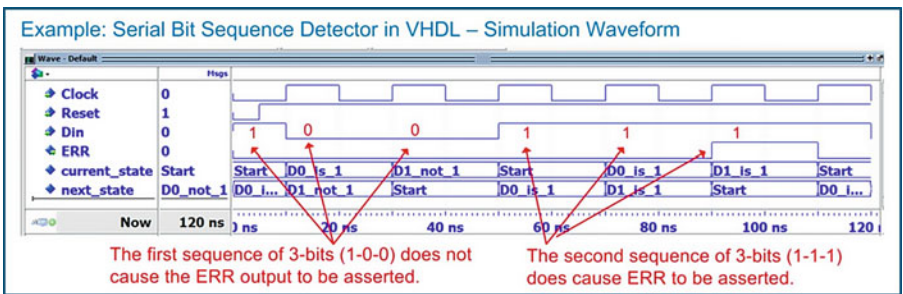 Example: Serial Bit Sequence Detector in VHDL – Simulation Waveform
Wave - Default
Msgs
Clock 0
Reset 1
Din 0 1 0 0 1 1 1
ERR 0
current_state Start Start D0_is_1 D1_not_1 Start D0_is_1 D1_is_1 Start
next_state D0_not_1 D0_i... D1_not_1 Start D0_is_1 D1_is_1 Start D0_i...
Now 120 ns 20 ns 40 ns 60 ns 80 ns 100 ns 120
The first sequence of 3-bits (1-0-0) does not
cause the ERR output to be asserted.
The second sequence of 3-bits (1-1-1)
does cause ERR to be asserted.